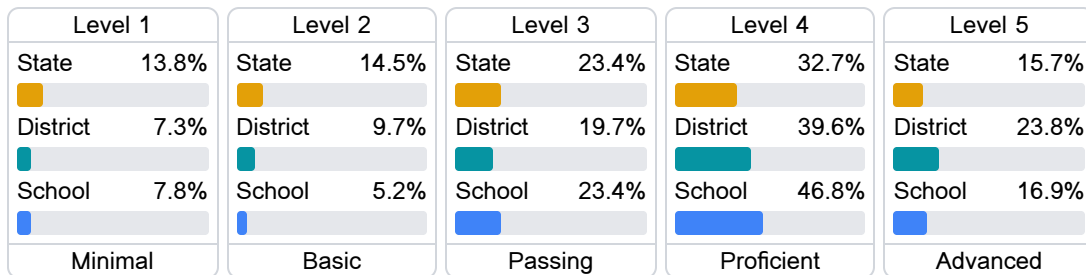 Level 1
State 13.8%
District 7.3%
School 7.8%
Minimal
Level 2
State 14.5%
District 9.7%
School 5.2%
Basic
Level 3
State 23.4%
District 19.7%
School 23.4%
Passing
Level 4
State 32.7%
District 39.6%
School 46.8%
Proficient
Level 5
State 15.7%
District 23.8%
School 16.9%
Advanced